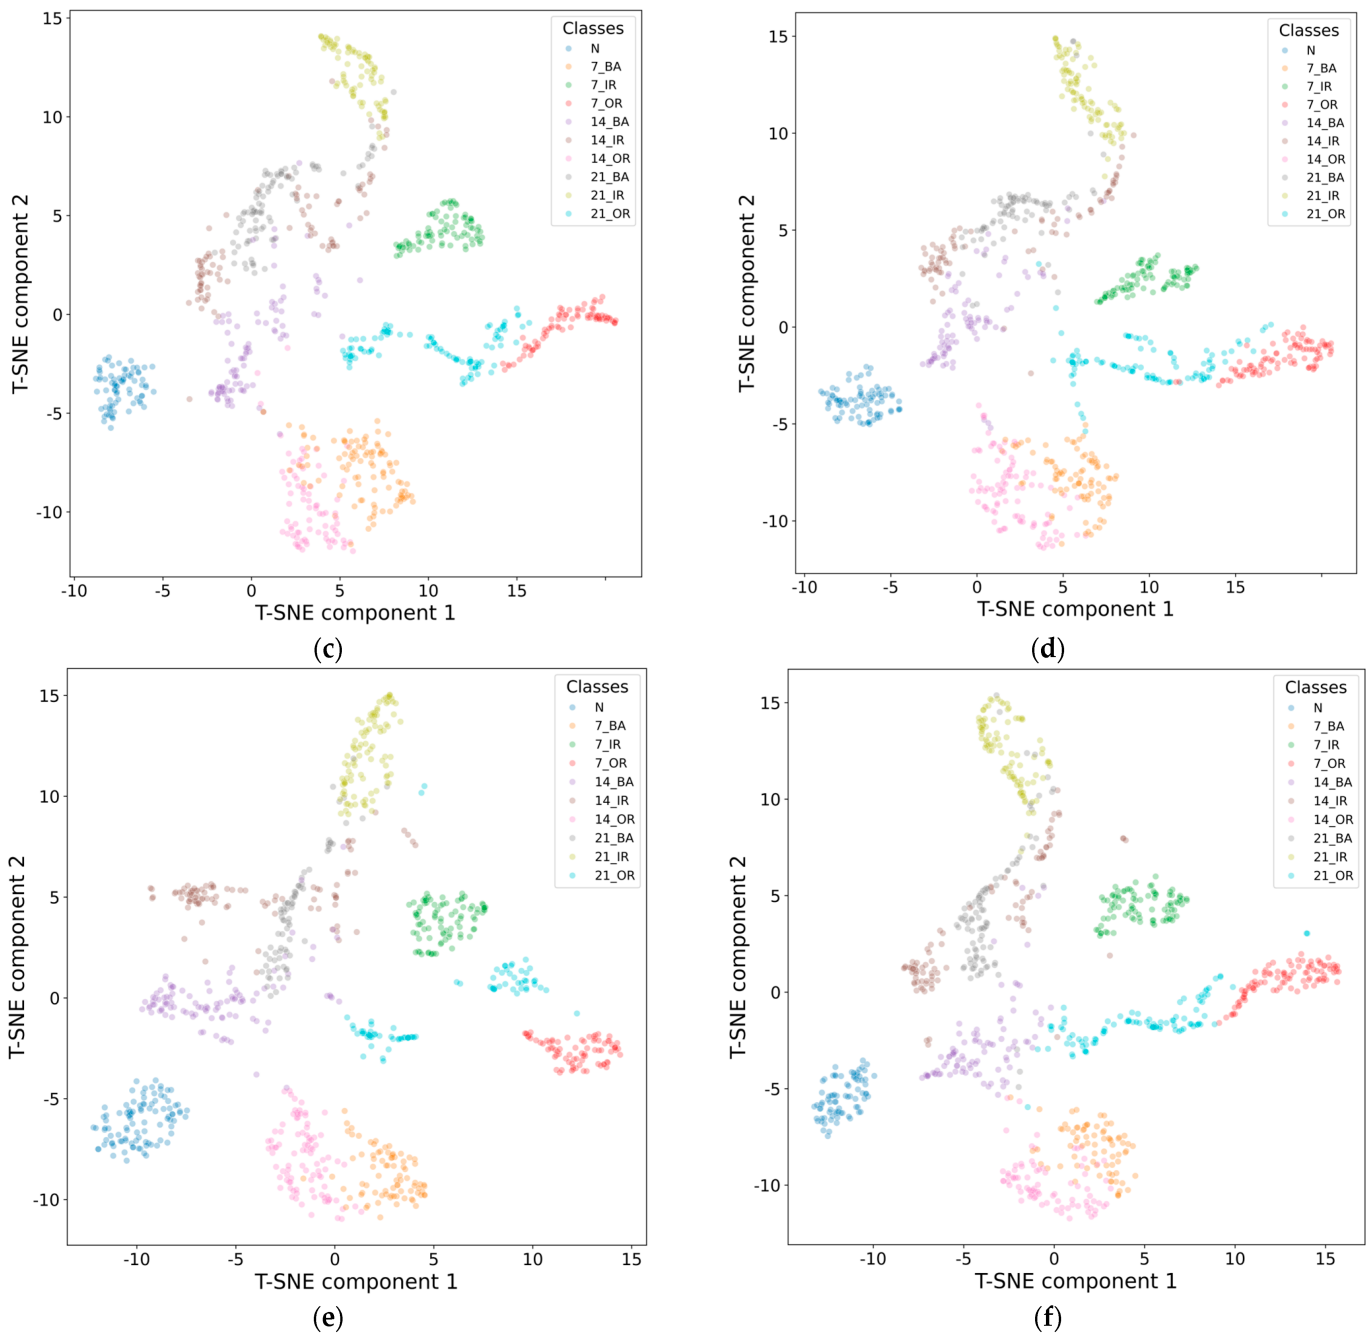 15
10
5
0
-5
-10
T-SNE component 2
-10
-5
0
5
10
15
T-SNE component 1
Classes
N
7_BA
7_IR
7_OR
14_BA
14_IR
14_OR
21_BA
21_IR
21_OR
(c)
15
10
5
0
-5
-10
T-SNE component 2
-10
-5
0
5
10
15
T-SNE component 1
Classes
N
7_BA
7_IR
7_OR
14_BA
14_IR
14_OR
21_BA
21_IR
21_OR
(d)
15
10
5
0
-5
-10
T-SNE component 2
-10
-5
0
5
10
15
T-SNE component 1
Classes
N
7_BA
7_IR
7_OR
14_BA
14_IR
14_OR
21_BA
21_IR
21_OR
(e)
15
10
5
0
-5
-10
T-SNE component 2
-10
-5
0
5
10
15
T-SNE component 1
Classes
N
7_BA
7_IR
7_OR
14_BA
14_IR
14_OR
21_BA
21_IR
21_OR
(f)